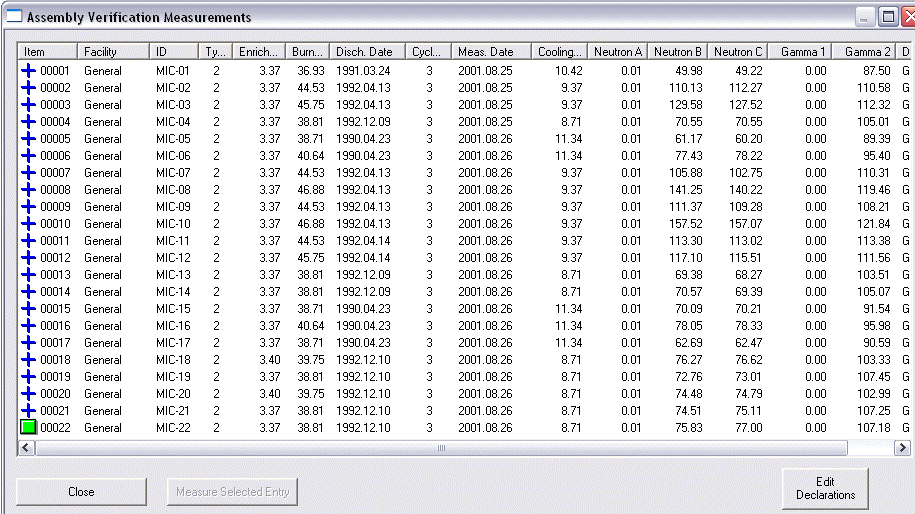 Assembly Verification Measurements
Item Facility ID Ty... Enrich... Burn... Disch. Date Cycl... Meas. Date Cooling... Neutron A Neutron B Neutron C Gamma 1 Gamma 2 D
00001 General MIC-01 2 3.37 36.93 1991.03.24 3 2001.08.25 10.42 0.01 49.98 49.22 0.00 87.50 G
00002 General MIC-02 2 3.37 44.53 1992.04.13 3 2001.08.25 9.37 0.01 110.13 112.27 0.00 110.58 G
00003 General MIC-03 2 3.37 45.75 1992.04.13 3 2001.08.25 9.37 0.01 129.58 127.52 0.00 112.32 G
00004 General MIC-04 2 3.37 38.81 1992.12.09 3 2001.08.25 8.71 0.01 70.55 70.55 0.00 105.01 G
00005 General MIC-05 2 3.37 38.71 1990.04.23 3 2001.08.26 11.34 0.01 61.17 60.20 0.00 89.39 G
00006 General MIC-06 2 3.37 40.64 1990.04.23 3 2001.08.26 11.34 0.01 77.43 78.22 0.00 95.40 G
00007 General MIC-07 2 3.37 44.53 1992.04.13 3 2001.08.26 9.37 0.01 105.88 102.75 0.00 110.31 G
00008 General MIC-08 2 3.37 46.88 1992.04.13 3 2001.08.26 9.37 0.01 141.25 140.22 0.00 119.46 G
00009 General MIC-09 2 3.37 44.53 1992.04.13 3 2001.08.26 9.37 0.01 111.37 109.28 0.00 108.21 G
00010 General MIC-10 2 3.37 46.88 1992.04.13 3 2001.08.26 9.37 0.01 157.52 157.07 0.00 121.84 G
00011 General MIC-11 2 3.37 44.53 1992.04.14 3 2001.08.26 9.37 0.01 113.30 113.02 0.00 113.38 G
00012 General MIC-12 2 3.37 45.75 1992.04.14 3 2001.08.26 9.37 0.01 117.10 115.51 0.00 111.56 G
00013 General MIC-13 2 3.37 38.81 1992.12.09 3 2001.08.26 8.71 0.01 69.38 68.27 0.00 103.51 G
00014 General MIC-14 2 3.37 38.81 1992.12.09 3 2001.08.26 8.71 0.01 70.57 69.39 0.00 105.07 G
00015 General MIC-15 2 3.37 38.71 1990.04.23 3 2001.08.26 11.34 0.01 70.09 70.21 0.00 91.54 G
00016 General MIC-16 2 3.37 40.64 1990.04.23 3 2001.08.26 11.34 0.01 78.05 78.33 0.00 95.98 G
00017 General MIC-17 2 3.37 38.71 1990.04.23 3 2001.08.26 11.34 0.01 62.69 62.47 0.00 90.59 G
00018 General MIC-18 2 3.40 39.75 1992.12.10 3 2001.08.26 8.71 0.01 76.27 76.62 0.00 103.33 G
00019 General MIC-19 2 3.37 38.81 1992.12.10 3 2001.08.26 8.71 0.01 72.76 73.01 0.00 107.45 G
00020 General MIC-20 2 3.40 39.75 1992.12.10 3 2001.08.26 8.71 0.01 74.48 74.79 0.00 102.99 G
00021 General MIC-21 2 3.37 38.81 1992.12.10 3 2001.08.26 8.71 0.01 74.51 75.11 0.00 107.25 G
00022 General MIC-22 2 3.37 38.81 1992.12.10 3 2001.08.26 8.71 0.01 75.83 77.00 0.00 107.18 G
Close Measure Selected Entry Edit
Declarations